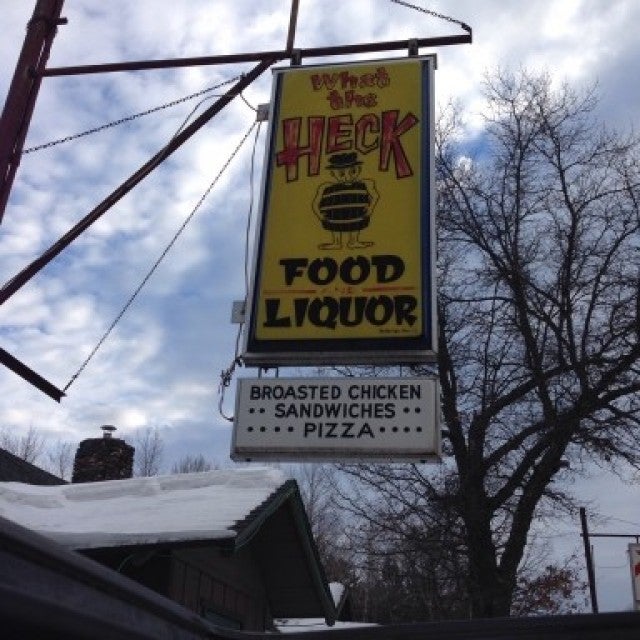 What
the
HECK
FOOD
LIQUOR
BROASTED CHICKEN
•• SANDWICHES ••
•••• PIZZA ••••